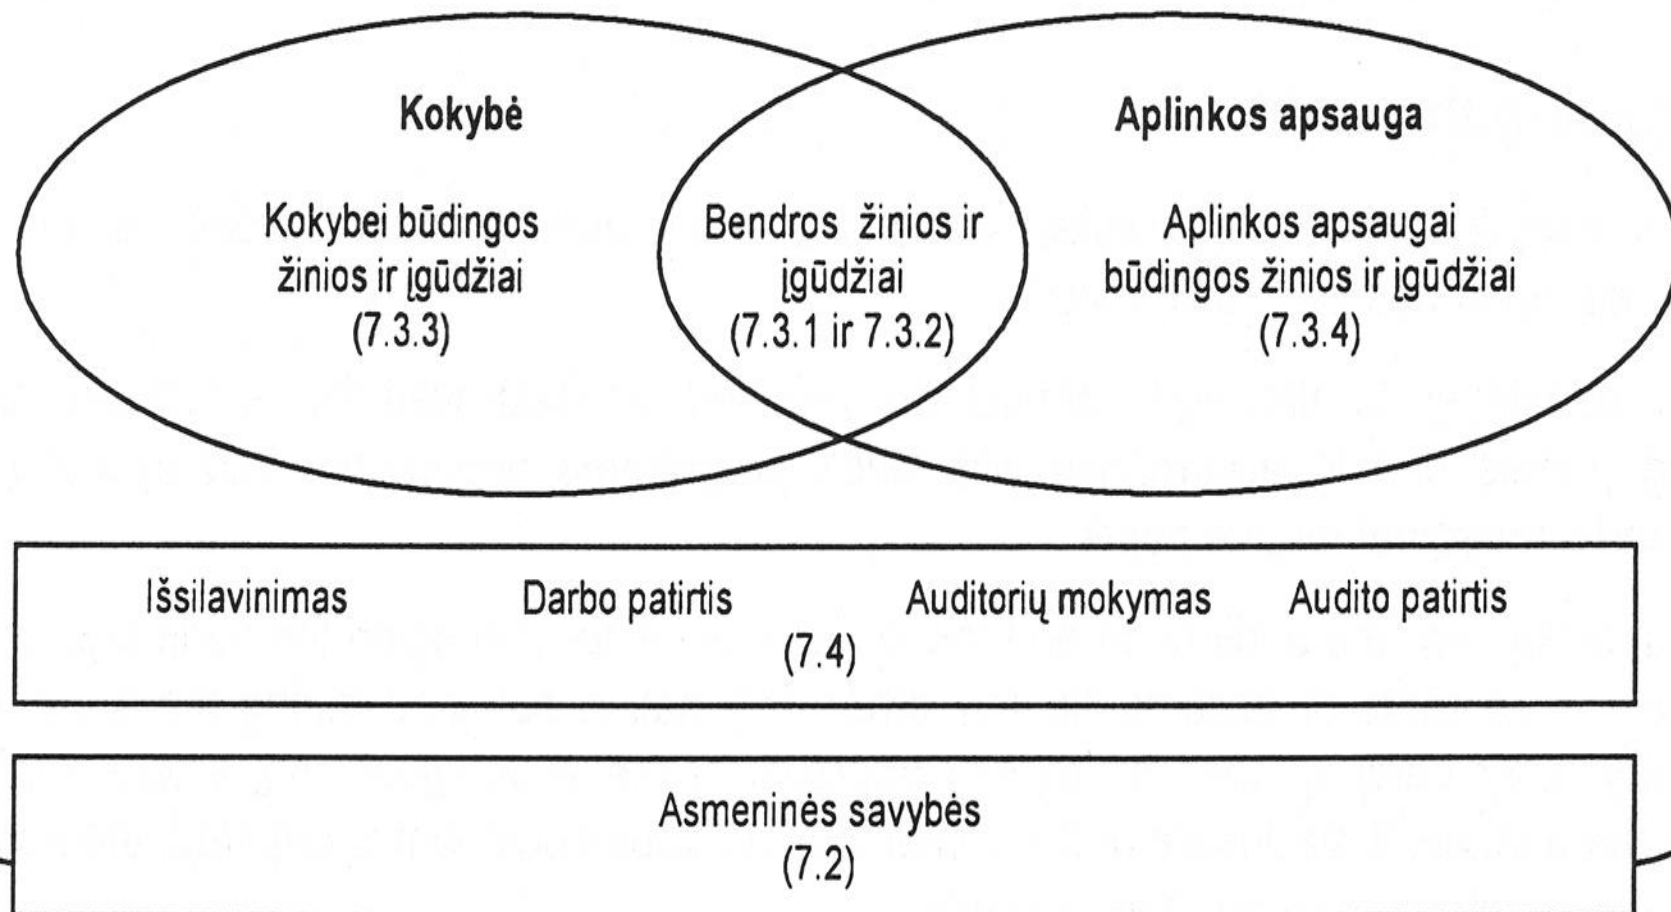 Kokybė
Aplinkos apsauga
Kokybei būdingos
žinios ir įgūdžiai
(7.3.3)
Bendros žinios ir
įgūdžiai
(7.3.1 ir 7.3.2)
Aplinkos apsaugai
būdingos žinios ir įgūdžiai
(7.3.4)
Išsilavinimas Darbo patirtis Auditorių mokymas Audito patirtis
(7.4)
Asmeninės savybės
(7.2)